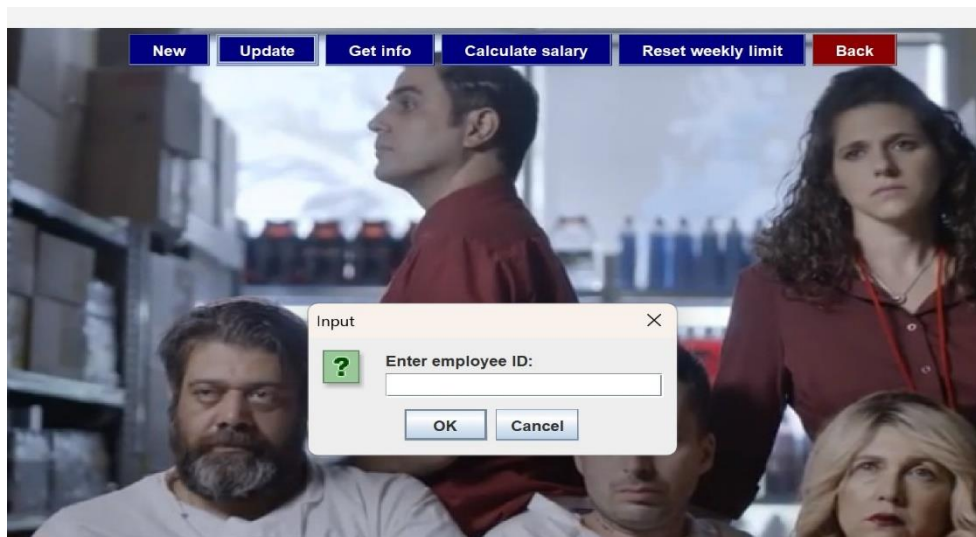 New Update Get info Calculate salary Reset weekly limit Back
Input
Enter employee ID:
OK Cancel